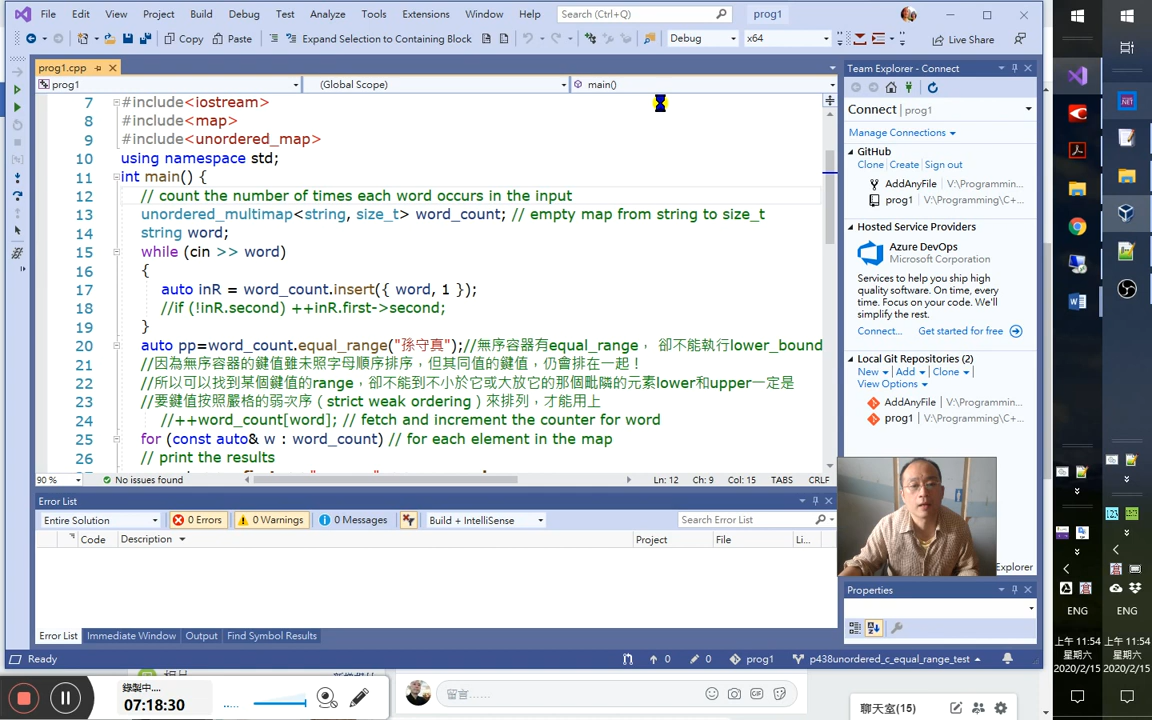 File Edit View Project Build Debug Test Analyze Tools Extensions Window Help Search (Ctrl+Q) prog1
Copy Paste Expand Selection to Containing Block Debug x64 Live Share
prog1.cpp
prog1 (Global Scope) main()
7 #include<iostream>
8 #include<map>
9 #include<unordered_map>
10 using namespace std;
11 int main() {
12 // count the number of times each word occurs in the input
13 unordered_multimap<string, size_t> word_count; // empty map from string to size_t
14 string word;
15 while (cin >> word)
16 {
17 auto inR = word_count.insert({ word, 1 });
18 //if (!inR.second) ++inR.first->second;
19 }
20 auto pp=word_count.equal_range("孫守真");//無序容器有equal_range， 卻不能執行lower_bound
21 //因為無序容器的鍵值雖未照字母順序排序，但其同值的鍵值，仍會排在一起！
22 //所以可以找到某個鍵值的range，卻不能到不小於它或大放它的那個毗隣的元素lower和upper一定是
23 //要鍵值按照嚴格的弱次序（strict weak ordering）來排列，才能用上
24 //++word_count[word]; // fetch and increment the counter for word
25 for (const auto& w : word_count) // for each element in the map
26 // print the results
90 % No issues found Ln: 12 Ch: 9 Col: 15 TABS CRLF
Error List
Entire Solution 0 Errors 0 Warnings 0 Messages Build + IntelliSense Search Error List
Code Description Project File Li...
Error List Immediate Window Output Find Symbol Results
Ready 0 0 prog1 p438unordered_c_equal_range_test
Team Explorer - Connect
Connect | prog1
Manage Connections
GitHub
Clone Create Sign out
AddAnyFile V:\Programmin...
prog1 V:\Programming\C+...
Hosted Service Providers
Azure DevOps
Microsoft Corporation
Services to help you ship high
quality software. On time, every
time. Focus on your code. We'll
simplify the rest.
Connect... Get started for free
Local Git Repositories (2)
New Add Clone
View Options
AddAnyFile V:\Programming\C+...
prog1 V:\Programming\C+...
Explorer
Properties
錄製中....
07:18:30
留言......
GIF
聊天室(15)
ENG ENG
上午 11:54 上午 11:54
星期六 星期六
2020/2/15 2020/2/15